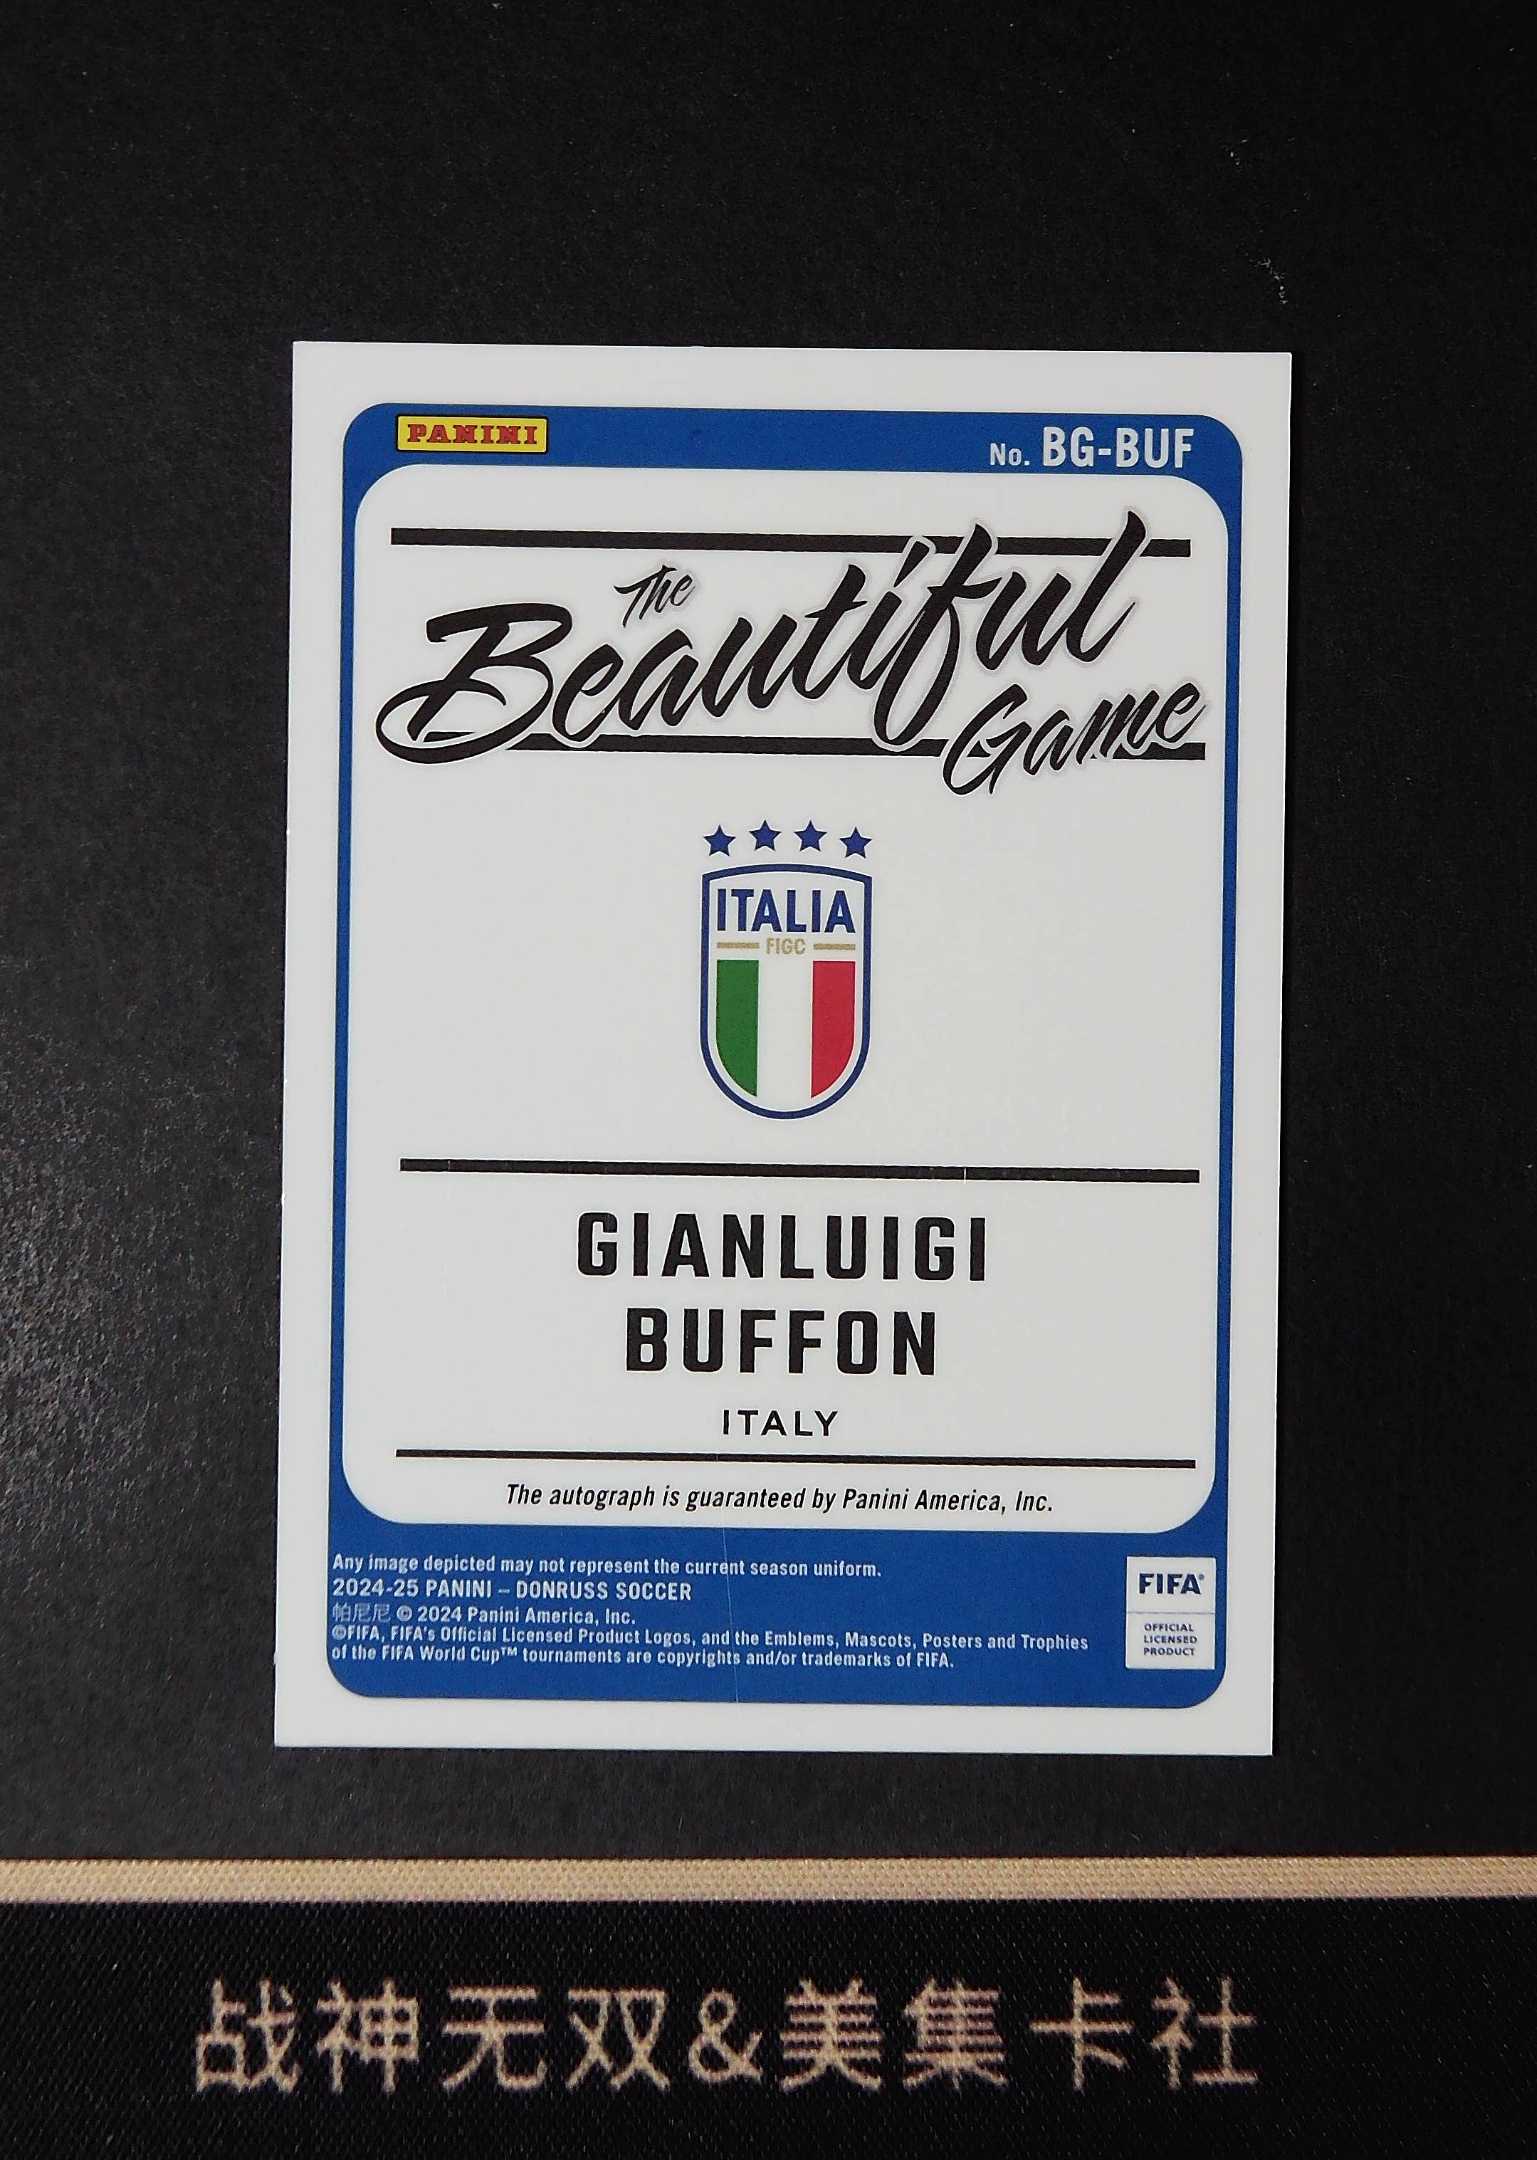 PANINI
No. BG-BUF
The
Beautiful
Game
ITALIA
FIGC
GIANLUIGI
BUFFON
ITALY
The autograph is guaranteed by Panini America, Inc.
Any image depicted may not represent the current season uniform.
2024-25 PANINI – DONRUSS SOCCER
帕尼尼 © 2024 Panini America, Inc.
©FIFA, FIFA's Official Licensed Product Logos, and the Emblems, Mascots, Posters and Trophies
of the FIFA World Cup™ tournaments are copyrights and/or trademarks of FIFA.
FIFA®
OFFICIAL
LICENSED
PRODUCT
战神无双&美集卡社